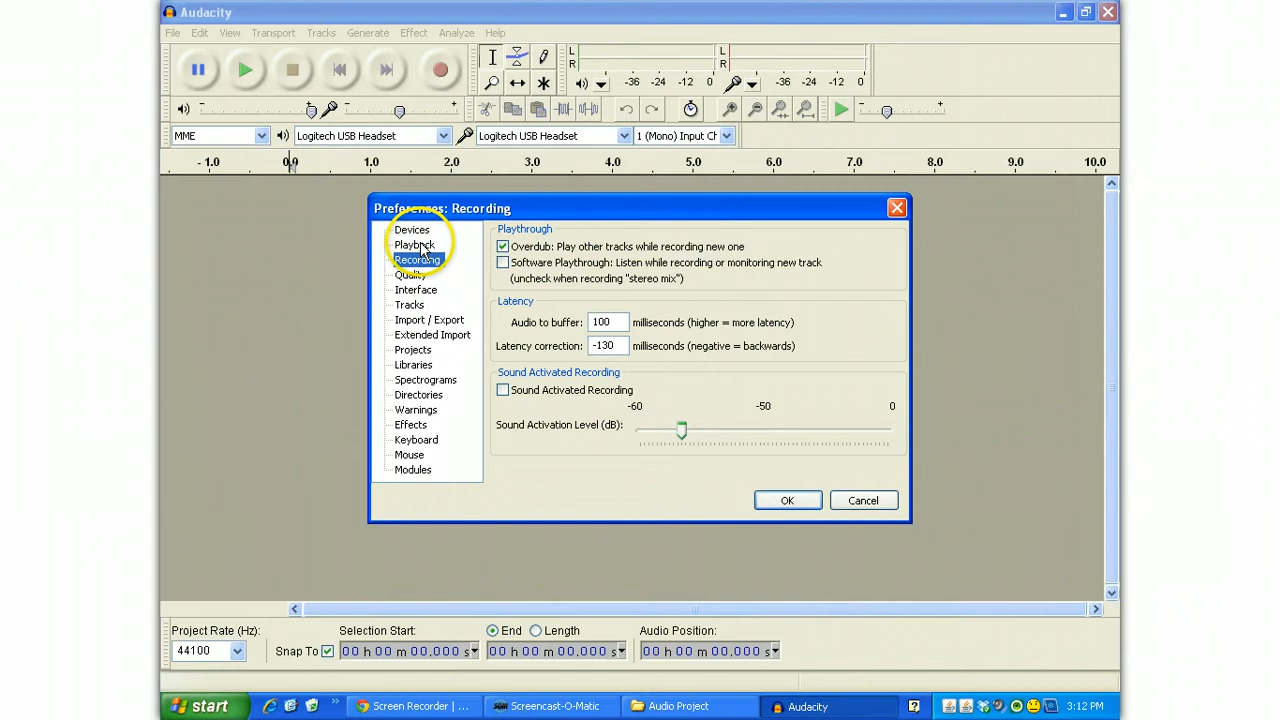 Audacity
File Edit View Transport Tracks Generate Effect Analyze Help
L
R
-36 -24 -12 0
L
R
-36 -24 -12 0
MME
Logitech USB Headset
Logitech USB Headset
1 (Mono) Input Ch
- 1.0 0.0 1.0 2.0 3.0 4.0 5.0 6.0 7.0 8.0 9.0 10.0
Preferences: Recording
Devices
Playback
Recording
Quality
Interface
Tracks
Import / Export
Extended Import
Projects
Libraries
Spectrograms
Directories
Warnings
Effects
Keyboard
Mouse
Modules
Playthrough
Overdub: Play other tracks while recording new one
Software Playthrough: Listen while recording or monitoring new track
(uncheck when recording "stereo mix")
Latency
Audio to buffer: 100 milliseconds (higher = more latency)
Latency correction: -130 milliseconds (negative = backwards)
Sound Activated Recording
Sound Activated Recording
-60 -50 0
Sound Activation Level (dB):
OK Cancel
Project Rate (Hz):
44100
Snap To
Selection Start:
00 h 00 m 00.000 s
End Length
00 h 00 m 00.000 s
Audio Position:
00 h 00 m 00.000 s
start
Screen Recorder | ...
Screencast-O-Matic
Audio Project
Audacity
?
3:12 PM